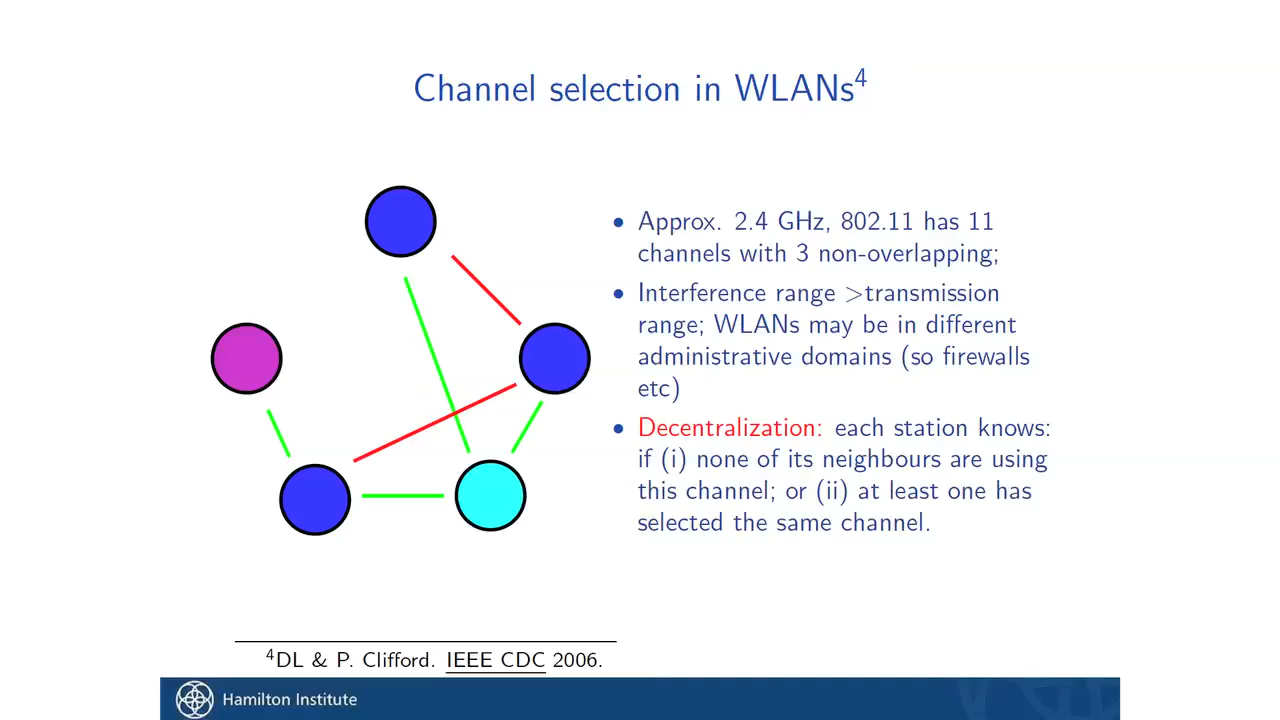 Channel selection in WLANs⁴
• Approx. 2.4 GHz, 802.11 has 11
channels with 3 non-overlapping;
• Interference range >transmission
range; WLANs may be in different
administrative domains (so firewalls
etc)
• Decentralization: each station knows:
if (i) none of its neighbours are using
this channel; or (ii) at least one has
selected the same channel.
⁴DL & P. Clifford. IEEE CDC 2006.
Hamilton Institute